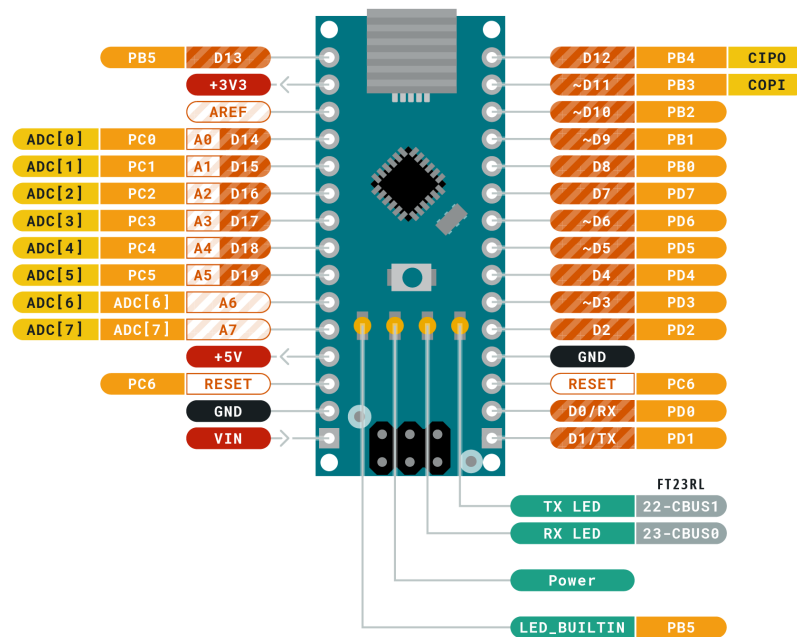 PB5 D13 D12 PB4 CIPO
+3V3 ~D11 PB3 COPI
AREF ~D10 PB2
ADC[0] PC0 A0 D14 ~D9 PB1
ADC[1] PC1 A1 D15 D8 PB0
ADC[2] PC2 A2 D16 D7 PD7
ADC[3] PC3 A3 D17 ~D6 PD6
ADC[4] PC4 A4 D18 ~D5 PD5
ADC[5] PC5 A5 D19 D4 PD4
ADC[6] ADC[6] A6 ~D3 PD3
ADC[7] ADC[7] A7 D2 PD2
+5V GND
PC6 RESET RESET PC6
GND D0/RX PD0
VIN D1/TX PD1
FT23RL
TX LED 22-CBUS1
RX LED 23-CBUS0
Power
LED_BUILTIN PB5